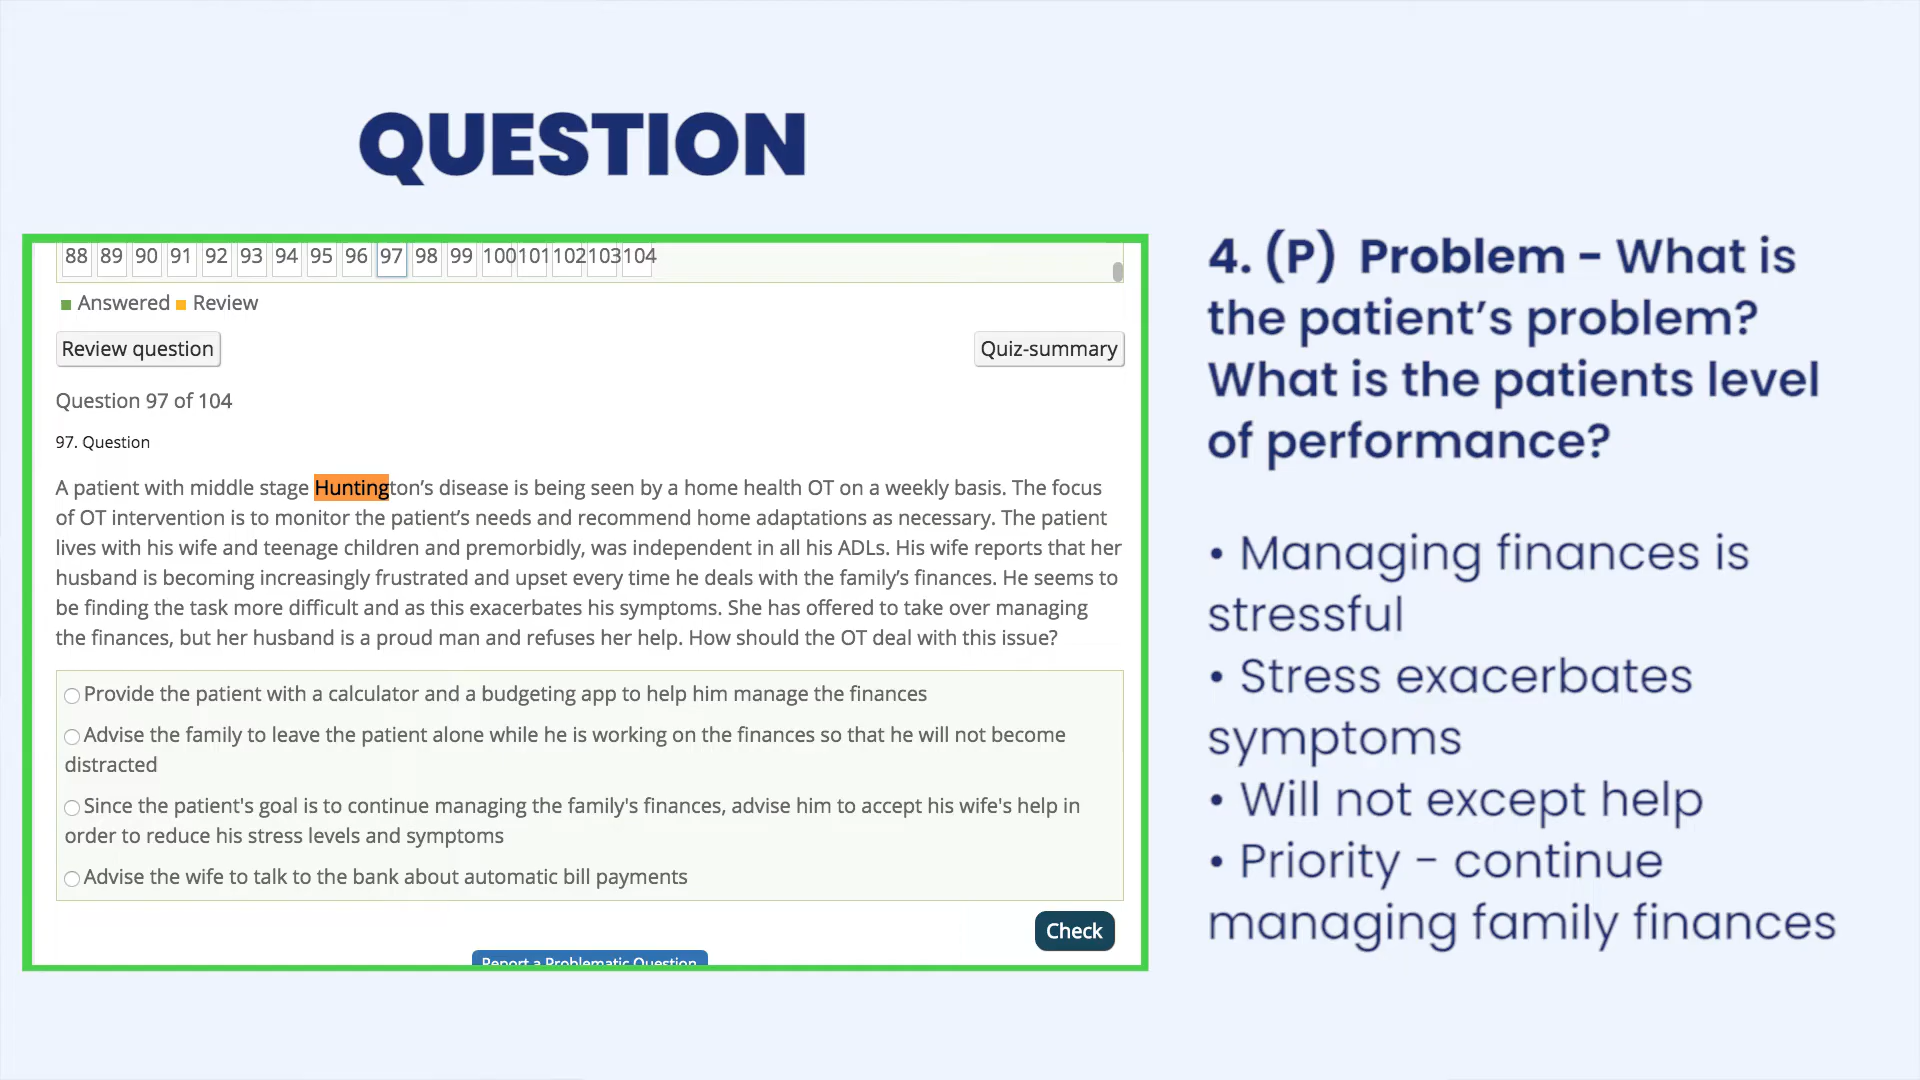 QUESTION
88 89 90 91 92 93 94 95 96 97 98 99 100 101 102 103 104
Answered Review
Review question
Quiz-summary
Question 97 of 104
97. Question
A patient with middle stage Huntington’s disease is being seen by a home health OT on a weekly basis. The focus
of OT intervention is to monitor the patient’s needs and recommend home adaptations as necessary. The patient
lives with his wife and teenage children and premorbidly, was independent in all his ADLs. His wife reports that her
husband is becoming increasingly frustrated and upset every time he deals with the family’s finances. He seems to
be finding the task more difficult and as this exacerbates his symptoms. She has offered to take over managing
the finances, but her husband is a proud man and refuses her help. How should the OT deal with this issue?
Provide the patient with a calculator and a budgeting app to help him manage the finances
Advise the family to leave the patient alone while he is working on the finances so that he will not become
distracted
Since the patient's goal is to continue managing the family's finances, advise him to accept his wife's help in
order to reduce his stress levels and symptoms
Advise the wife to talk to the bank about automatic bill payments
Check
Report a Problematic Question
4. (P) Problem - What is
the patient’s problem?
What is the patients level
of performance?
• Managing finances is
stressful
• Stress exacerbates
symptoms
• Will not except help
• Priority - continue
managing family finances